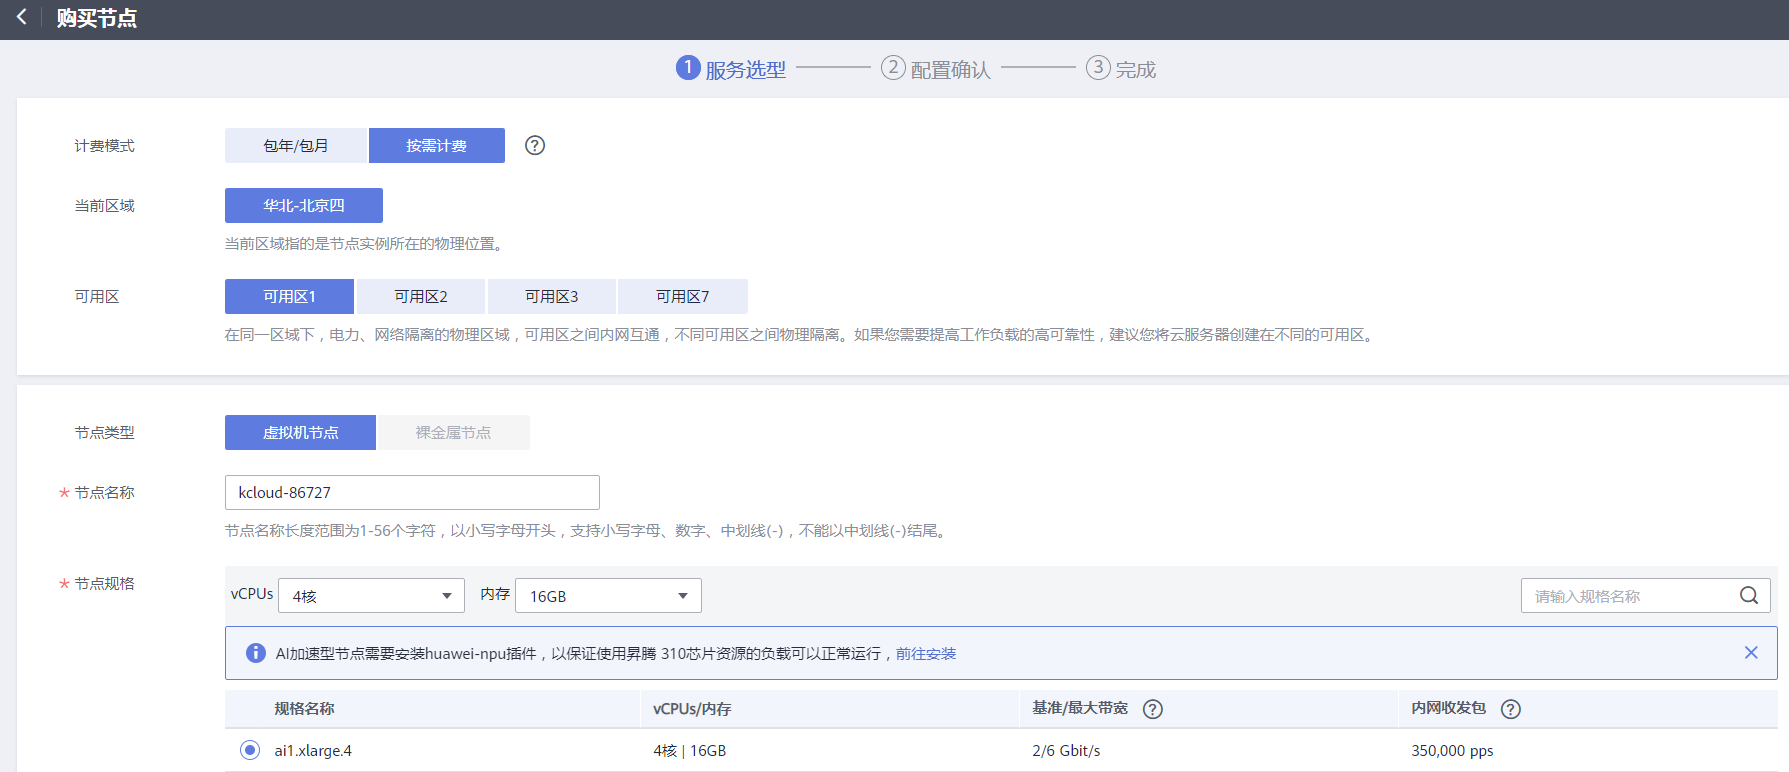 购买节点
1 服务选型 2 配置确认 3 完成
计费模式 包年/包月 按需计费 ?
当前区域 华北-北京四
当前区域指的是节点实例所在的物理位置。
可用区 可用区1 可用区2 可用区3 可用区7
在同一区域下，电力、网络隔离的物理区域，可用区之间内网互通，不同可用区之间物理隔离。如果您需要提高工作负载的高可靠性，建议您将云服务器创建在不同的可用区。
节点类型 虚拟机节点 裸金属节点
* 节点名称 kcloud-86727
节点名称长度范围为1-56个字符，以小写字母开头，支持小写字母、数字、中划线(-)，不能以中划线(-)结尾。
* 节点规格 vCPUs 4核 内存 16GB 请输入规格名称
AI加速型节点需要安装huawei-npu插件，以保证使用昇腾 310芯片资源的负载可以正常运行，前往安装
规格名称 vCPUs/内存 基准/最大带宽 ? 内网收发包 ?
ai1.xlarge.4 4核 | 16GB 2/6 Gbit/s 350,000 pps